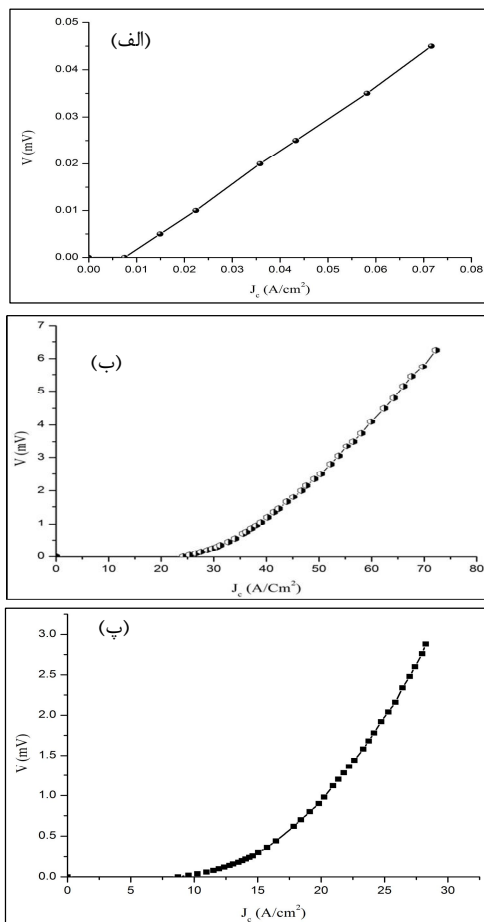 (الف)
0.05
0.04
0.03
0.02
0.01
0.00
V (mV)
0.00 0.01 0.02 0.03 0.04 0.05 0.06 0.07 0.08
J_c (A/cm²)
(ب)
7
6
5
4
3
2
1
0
V (mV)
0 10 20 30 40 50 60 70 80
J_c (A/Cm²)
(پ)
3.0
2.5
2.0
1.5
1.0
0.5
0.0
V (mV)
0 5 10 15 20 25 30
J_c (A/cm²)